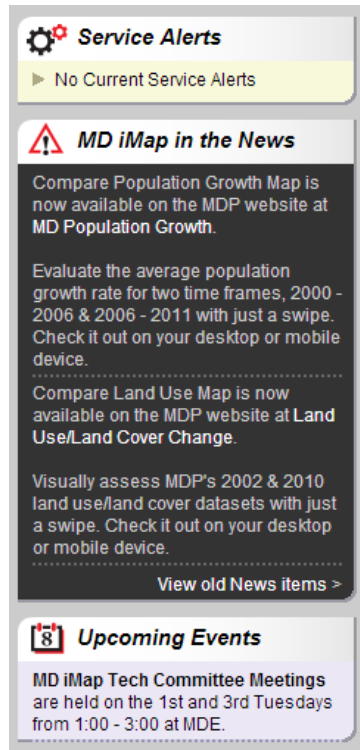 Service Alerts
No Current Service Alerts
MD iMap in the News
Compare Population Growth Map is
now available on the MDP website at
MD Population Growth.
Evaluate the average population
growth rate for two time frames, 2000 -
2006 & 2006 - 2011 with just a swipe.
Check it out on your desktop or mobile
device.
Compare Land Use Map is now
available on the MDP website at Land
Use/Land Cover Change.
Visually assess MDP's 2002 & 2010
land use/land cover datasets with just
a swipe. Check it out on your desktop
or mobile device.
View old News items >
8
Upcoming Events
MD iMap Tech Committee Meetings
are held on the 1st and 3rd Tuesdays
from 1:00 - 3:00 at MDE.